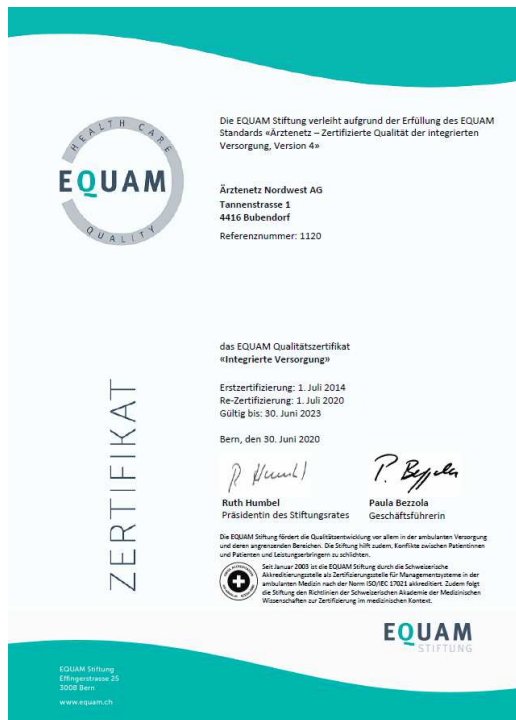 HEALTH CARE
EQUAM
QUALITY
Die EQUAM Stiftung verleiht aufgrund der Erfüllung des EQUAM
Standards «Ärztenetz – Zertifizierte Qualität der integrierten
Versorgung, Version 4»
Ärztenetz Nordwest AG
Tannenstrasse 1
4416 Bubendorf
Referenznummer: 1120
das EQUAM Qualitätszertifikat
«Integrierte Versorgung»
Erstzertifizierung: 1. Juli 2014
Re-Zertifizierung: 1. Juli 2020
Gültig bis: 30. Juni 2023
Bern, den 30. Juni 2020
ZERTIFIKAT
R Humbel
P. Bezzola
Ruth Humbel
Präsidentin des Stiftungsrates
Paula Bezzola
Geschäftsführerin
Die EQUAM Stiftung fördert die Qualitätsentwicklung vor allem in der ambulanten Versorgung
und deren angrenzenden Bereichen. Die Stiftung hilft zudem, Konflikte zwischen Patientinnen
und Patienten und Leistungserbringern zu schlichten.
Seit Januar 2003 ist die EQUAM Stiftung durch die Schweizerische
Akkreditierungsstelle als Zertifizierungsstelle für Managementsysteme in der
ambulanten Medizin nach der Norm ISO/IEC 17021 akkreditiert. Zudem folgt
die Stiftung den Richtlinien der Schweizerischen Akademie der Medizinischen
Wissenschaften zur Zertifizierung im medizinischen Kontext.
EQUAM
STIFTUNG
EQUAM Stiftung
Effingerstrasse 25
3008 Bern
www.equam.ch